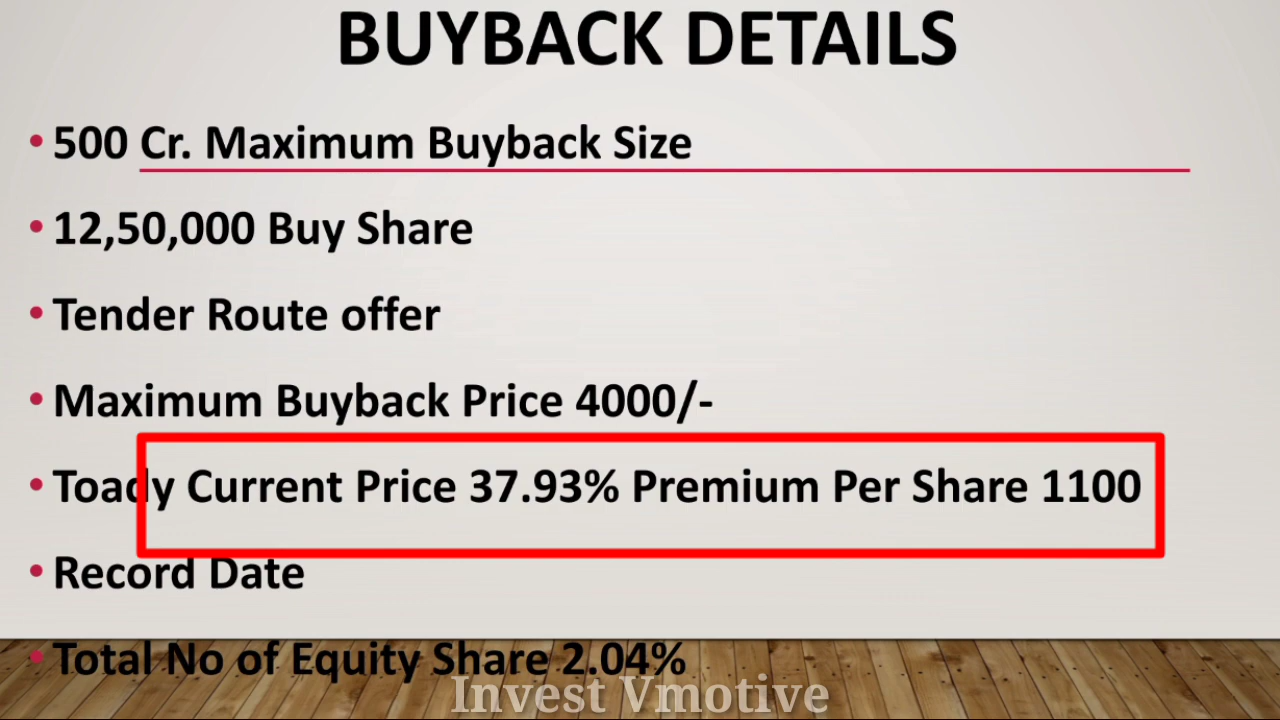 BUYBACK DETAILS
• 500 Cr. Maximum Buyback Size
• 12,50,000 Buy Share
• Tender Route offer
• Maximum Buyback Price 4000/-
• Toady Current Price 37.93% Premium Per Share 1100
• Record Date
• Total No of Equity Share 2.04%
Invest Vmotive